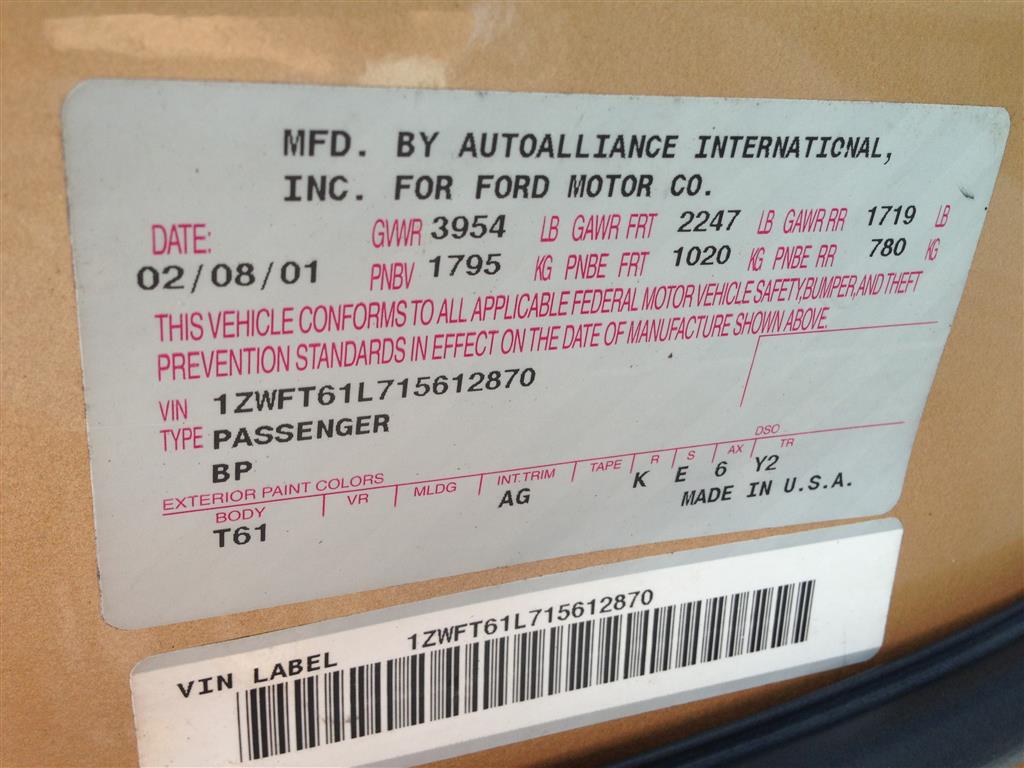 MFD. BY AUTOALLIANCE INTERNATIONAL,
INC. FOR FORD MOTOR CO.
DATE: GVWR 3954 LB GAWR FRT 2247 LB GAWR RR 1719 LB
02/08/01 PNBV 1795 KG PNBE FRT 1020 KG PNBE RR 780 KG
THIS VEHICLE CONFORMS TO ALL APPLICABLE FEDERAL MOTOR VEHICLE SAFETY,BUMPER,AND THEFT
PREVENTION STANDARDS IN EFFECT ON THE DATE OF MANUFACTURE SHOWN ABOVE.
VIN 1ZWFT61L715612870
TYPE PASSENGER
BP DSO
EXTERIOR PAINT COLORS
BODY VR MLDG INT.TRIM TAPE R S AX TR
T61 AG K E 6 Y2
MADE IN U.S.A.
VIN LABEL 1ZWFT61L715612870